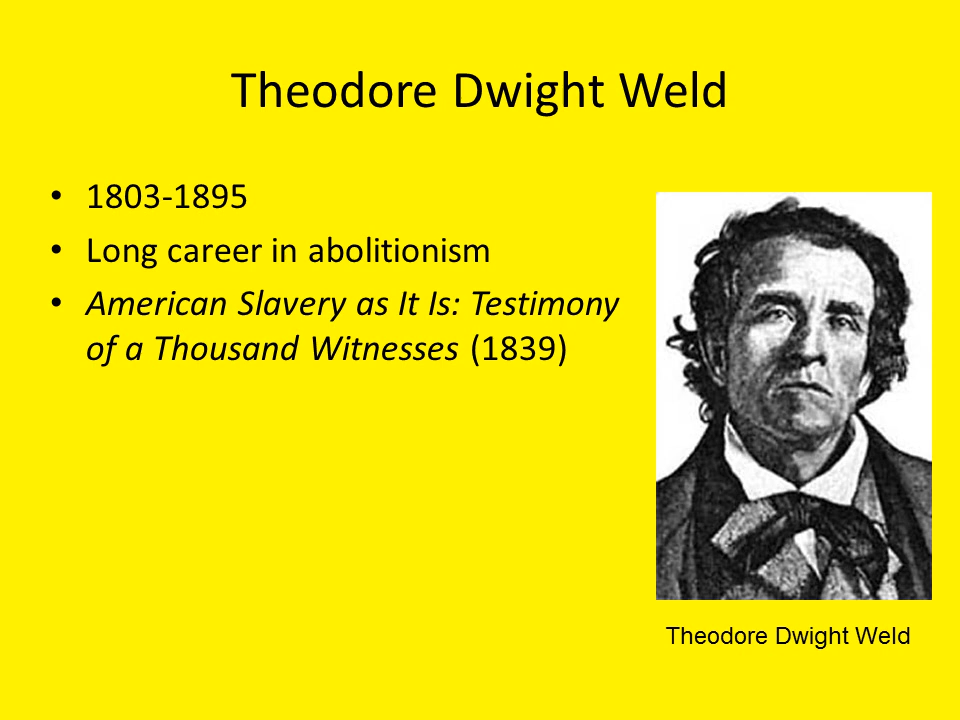 Theodore Dwight Weld
• 1803-1895
• Long career in abolitionism
• American Slavery as It Is: Testimony
of a Thousand Witnesses (1839)
Theodore Dwight Weld